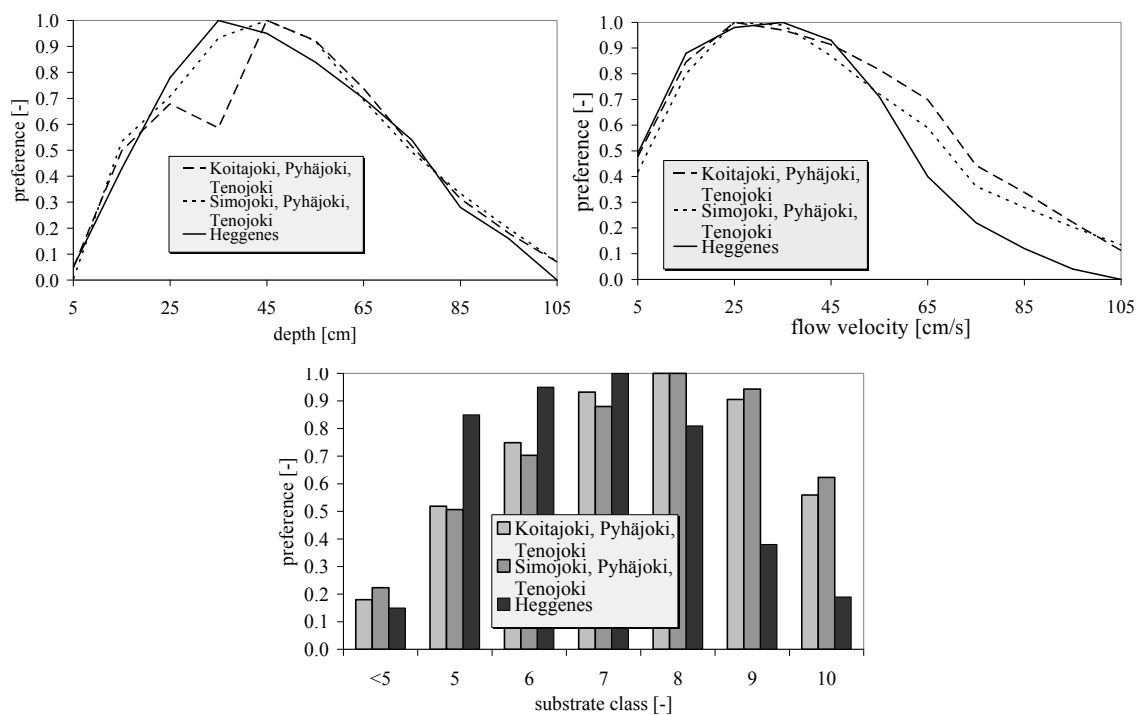 1.0
0.9
0.8
0.7
0.6
0.5
0.4
0.3
0.2
0.1
0.0
preference [-]
Koitajoki, Pyhäjoki,
Tenojoki
Simojoki, Pyhäjoki,
Tenojoki
Heggenes
5 25 45 65 85 105
depth [cm]
1.0
0.9
0.8
0.7
0.6
0.5
0.4
0.3
0.2
0.1
0.0
preference [-]
Koitajoki, Pyhäjoki,
Tenojoki
Simojoki, Pyhäjoki,
Tenojoki
Heggenes
5 25 45 65 85 105
flow velocity [cm/s]
1.0
0.9
0.8
0.7
0.6
0.5
0.4
0.3
0.2
0.1
0.0
preference [-]
Koitajoki, Pyhäjoki,
Tenojoki
Simojoki, Pyhäjoki,
Tenojoki
Heggenes
<5 5 6 7 8 9 10
substrate class [-]